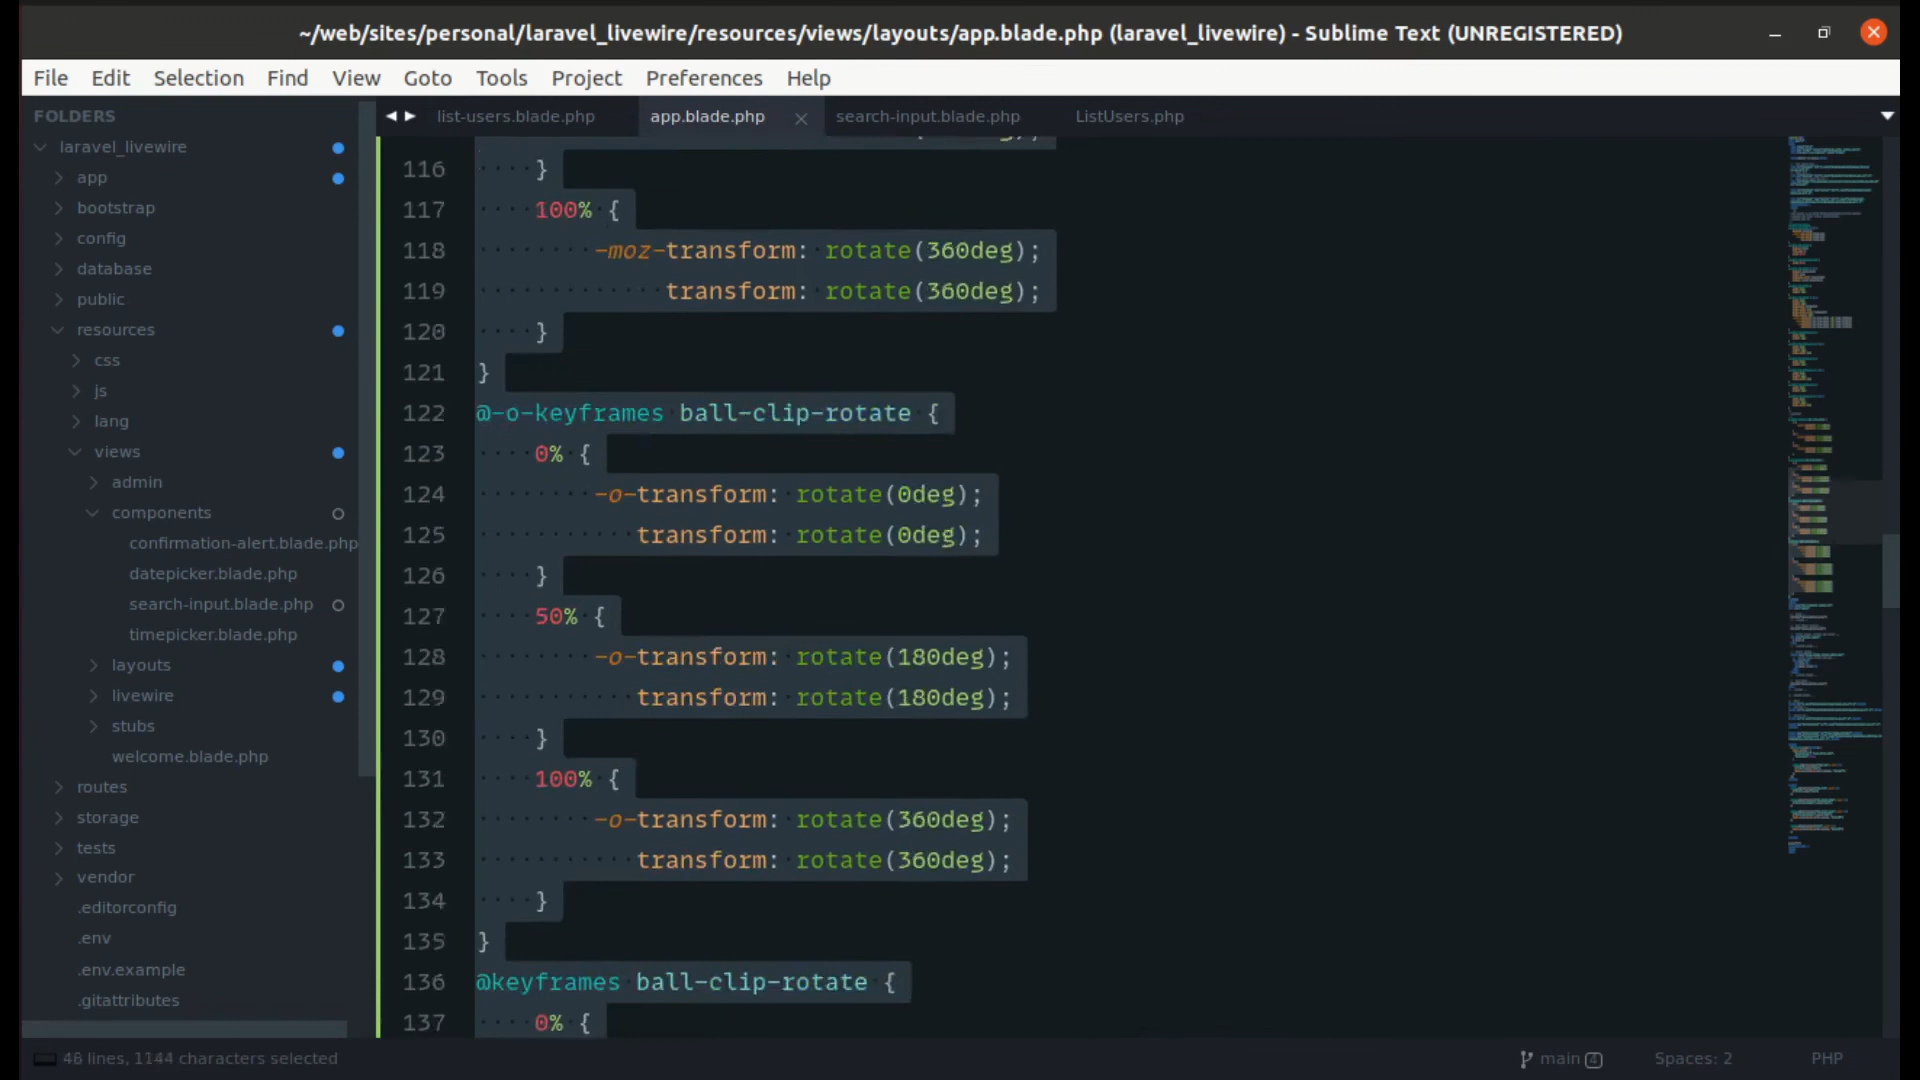 ~/web/sites/personal/laravel_livewire/resources/views/layouts/app.blade.php (laravel_livewire) - Sublime Text (UNREGISTERED)
File Edit Selection Find View Goto Tools Project Preferences Help
FOLDERS
laravel_livewire
app
bootstrap
config
database
public
resources
css
js
lang
views
admin
components
confirmation-alert.blade.php
datepicker.blade.php
search-input.blade.php
timepicker.blade.php
layouts
livewire
stubs
welcome.blade.php
routes
storage
tests
vendor
.editorconfig
.env
.env.example
.gitattributes
list-users.blade.php app.blade.php search-input.blade.php ListUsers.php
116 }
117 100% {
118 -moz-transform: rotate(360deg);
119 transform: rotate(360deg);
120 }
121 }
122 @-o-keyframes ball-clip-rotate {
123 0% {
124 -o-transform: rotate(0deg);
125 transform: rotate(0deg);
126 }
127 50% {
128 -o-transform: rotate(180deg);
129 transform: rotate(180deg);
130 }
131 100% {
132 -o-transform: rotate(360deg);
133 transform: rotate(360deg);
134 }
135 }
136 @keyframes ball-clip-rotate {
137 0% {
46 lines, 1144 characters selected
main 4 Spaces: 2 PHP